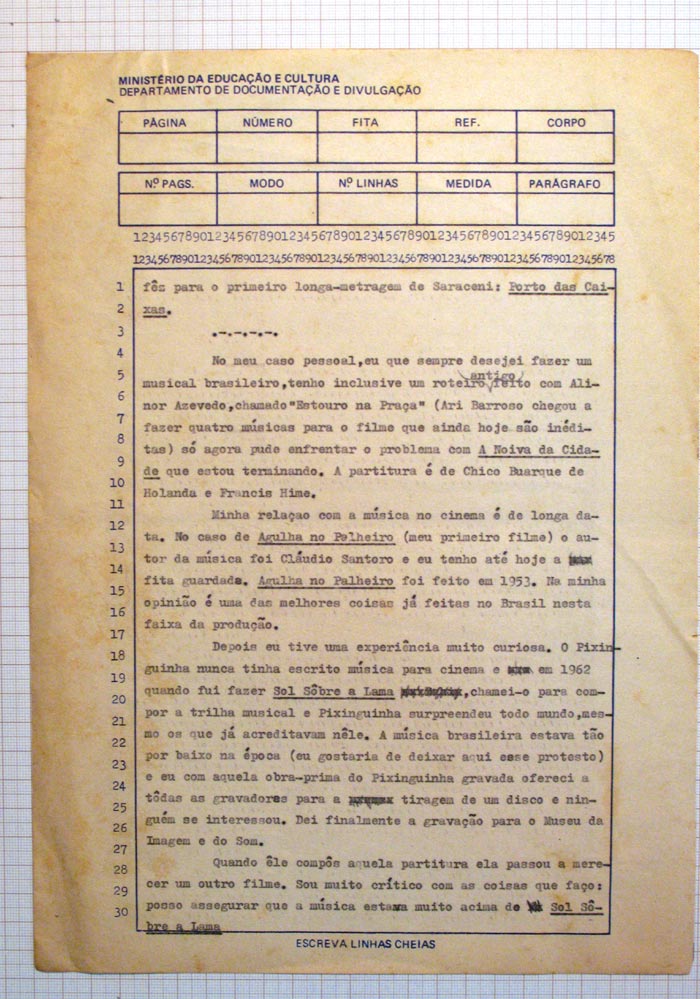 MINISTÉRIO DA EDUCAÇÃO E CULTURA
DEPARTAMENTO DE DOCUMENTAÇÃO E DIVULGAÇÃO
PÁGINA NÚMERO FITA REF. CORPO
Nº PAGS. MODO Nº LINHAS MEDIDA PARÁGRAFO
12345678901234567890123456789012345678901234567890123456789012345
123456789012345678901234567890123456789012345678901234567890123456789012345678
1 fêz para o primeiro longa-metragem de Saraceni: Porto das Cai-
2 xas.
3 .-.-.-.-.
4 No meu caso pessoal,eu que sempre desejei fazer um
antigo
5 musical brasileiro,tenho inclusive um roteiro feito com Ali-
6 nor Azevedo,chamado"Estouro na Praça" (Ari Barroso chegou a
7 fazer quatro músicas para o filme que ainda hoje são inédi-
8 tas) só agora pude enfrentar o problema com A Noiva da Cida-
9 de que estou terminando. A partitura é de Chico Buarque de
10 Holanda e Francis Hime.
11 Minha relaçao com a música no cinema é de longa da-
12 ta. No caso de Agulha no Palheiro (meu primeiro filme) o au-
13 tor da música foi Cláudio Santoro e eu tenho até hoje a
14 fita guardada. Agulha no Palheiro foi feito em 1953. Na minha
15 opinião é uma das melhores coisas já feitas no Brasil nesta
16 faixa da produção.
17 Depois eu tive uma experiência muito curiosa. O Pixin-
18 guinha nunca tinha escrito música para cinema e em 1962
19 quando fui fazer Sol Sôbre a Lama ,chamei-o para com-
20 por a trilha musical e Pixinguinha surpreendeu todo mundo,mes-
21 mo os que já acreditavam nêle. A música brasileira estava tão
22 por baixo na época (eu gostaria de deixar aqui esse protesto)
23 e eu com aquela obra-prima do Pixinguinha gravada ofereci a
24 tôdas as gravadores para a tiragem de um disco e nin-
25 guém se interessou. Dei finalmente a gravação para o Museu da
26 Imagem e do Som.
27 Quando êle compôs aquela partitura ela passou a mere-
28 cer um outro filme. Sou muito crítico com as coisas que faço:
29 posso assegurar que a música estava muito acima de Sol Sô-
30 bre a Lama
ESCREVA LINHAS CHEIAS